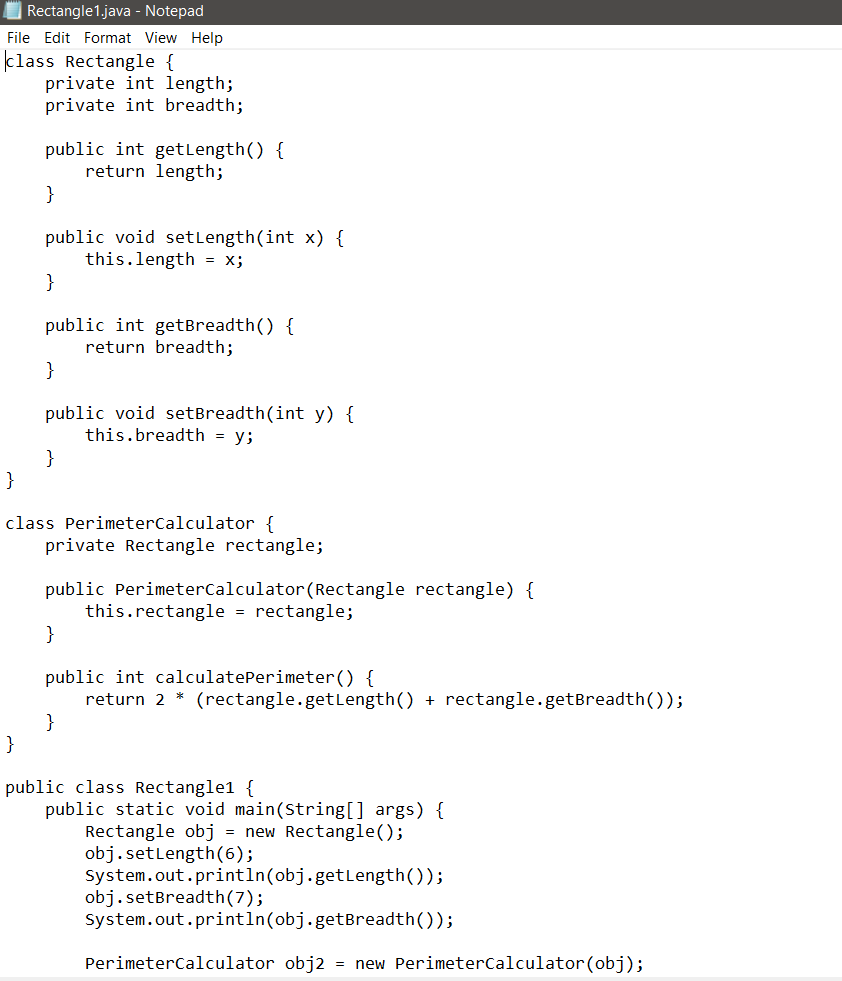 Rectangle1.java - Notepad
File Edit Format View Help
class Rectangle {
    private int length;
    private int breadth;

    public int getLength() {
        return length;
    }

    public void setLength(int x) {
        this.length = x;
    }

    public int getBreadth() {
        return breadth;
    }

    public void setBreadth(int y) {
        this.breadth = y;
    }
}

class PerimeterCalculator {
    private Rectangle rectangle;

    public PerimeterCalculator(Rectangle rectangle) {
        this.rectangle = rectangle;
    }

    public int calculatePerimeter() {
        return 2 * (rectangle.getLength() + rectangle.getBreadth());
    }
}

public class Rectangle1 {
    public static void main(String[] args) {
        Rectangle obj = new Rectangle();
        obj.setLength(6);
        System.out.println(obj.getLength());
        obj.setBreadth(7);
        System.out.println(obj.getBreadth());

        PerimeterCalculator obj2 = new PerimeterCalculator(obj);